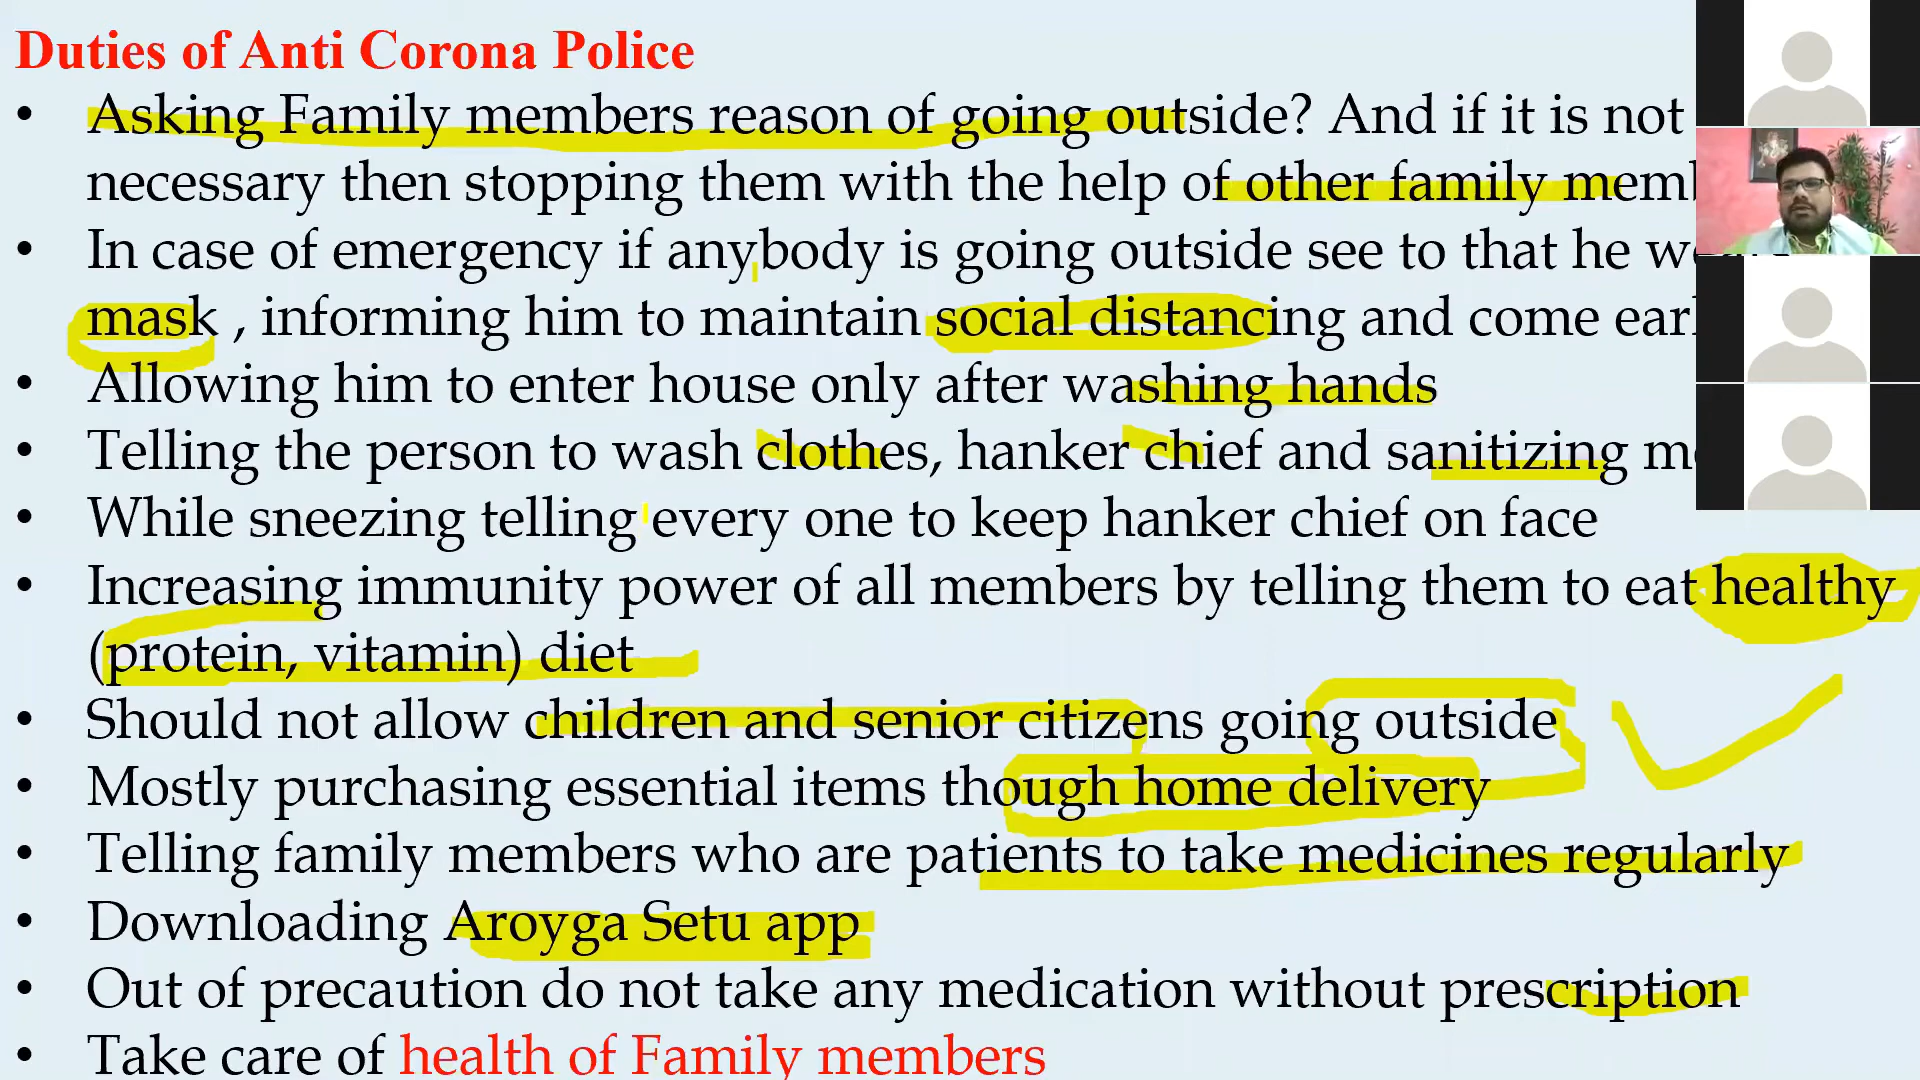 Duties of Anti Corona Police
• Asking Family members reason of going outside? And if it is not
necessary then stopping them with the help of other family
• In case of emergency if anybody is going outside see to that he
mask , informing him to maintain social distancing and come
• Allowing him to enter house only after washing hands
• Telling the person to wash clothes, hanker chief and sanitizing
• While sneezing telling every one to keep hanker chief on face
• Increasing immunity power of all members by telling them to eat healthy
(protein, vitamin) diet
• Should not allow children and senior citizens going outside
• Mostly purchasing essential items though home delivery
• Telling family members who are patients to take medicines regularly
• Downloading Aroyga Setu app
• Out of precaution do not take any medication without prescription
• Take care of health of Family members